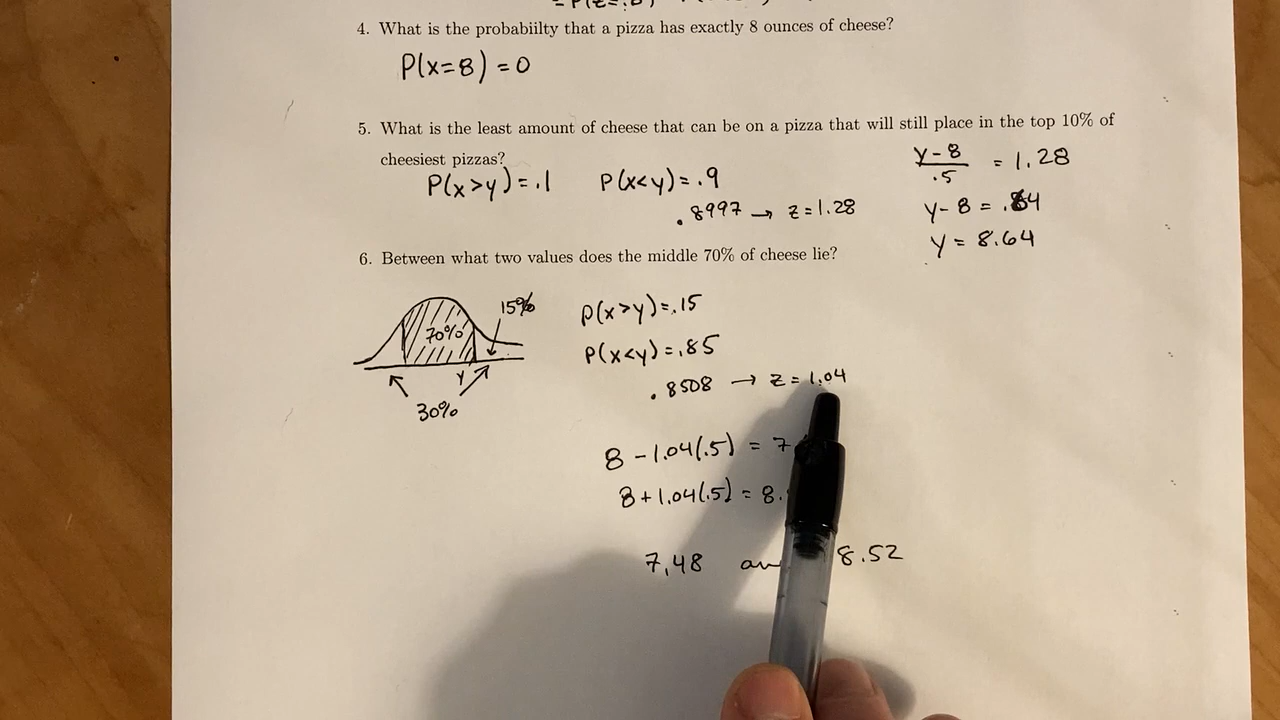 4. What is the probabiilty that a pizza has exactly 8 ounces of cheese?
P(x=8) = 0
5. What is the least amount of cheese that can be on a pizza that will still place in the top 10% of
cheesiest pizzas?
P(x>y) = .1 P(x<y) = .9
.8997 → z = 1.28
y-8 / .5 = 1.28
y - 8 = .64
y = 8.64
6. Between what two values does the middle 70% of cheese lie?
15%
70%
y
30%
P(x>y) = .15
P(x<y) = .85
.8508 → z = 1.04
8 - 1.04(.5) = 7
8 + 1.04(.5) = 8.
7.48 8.52